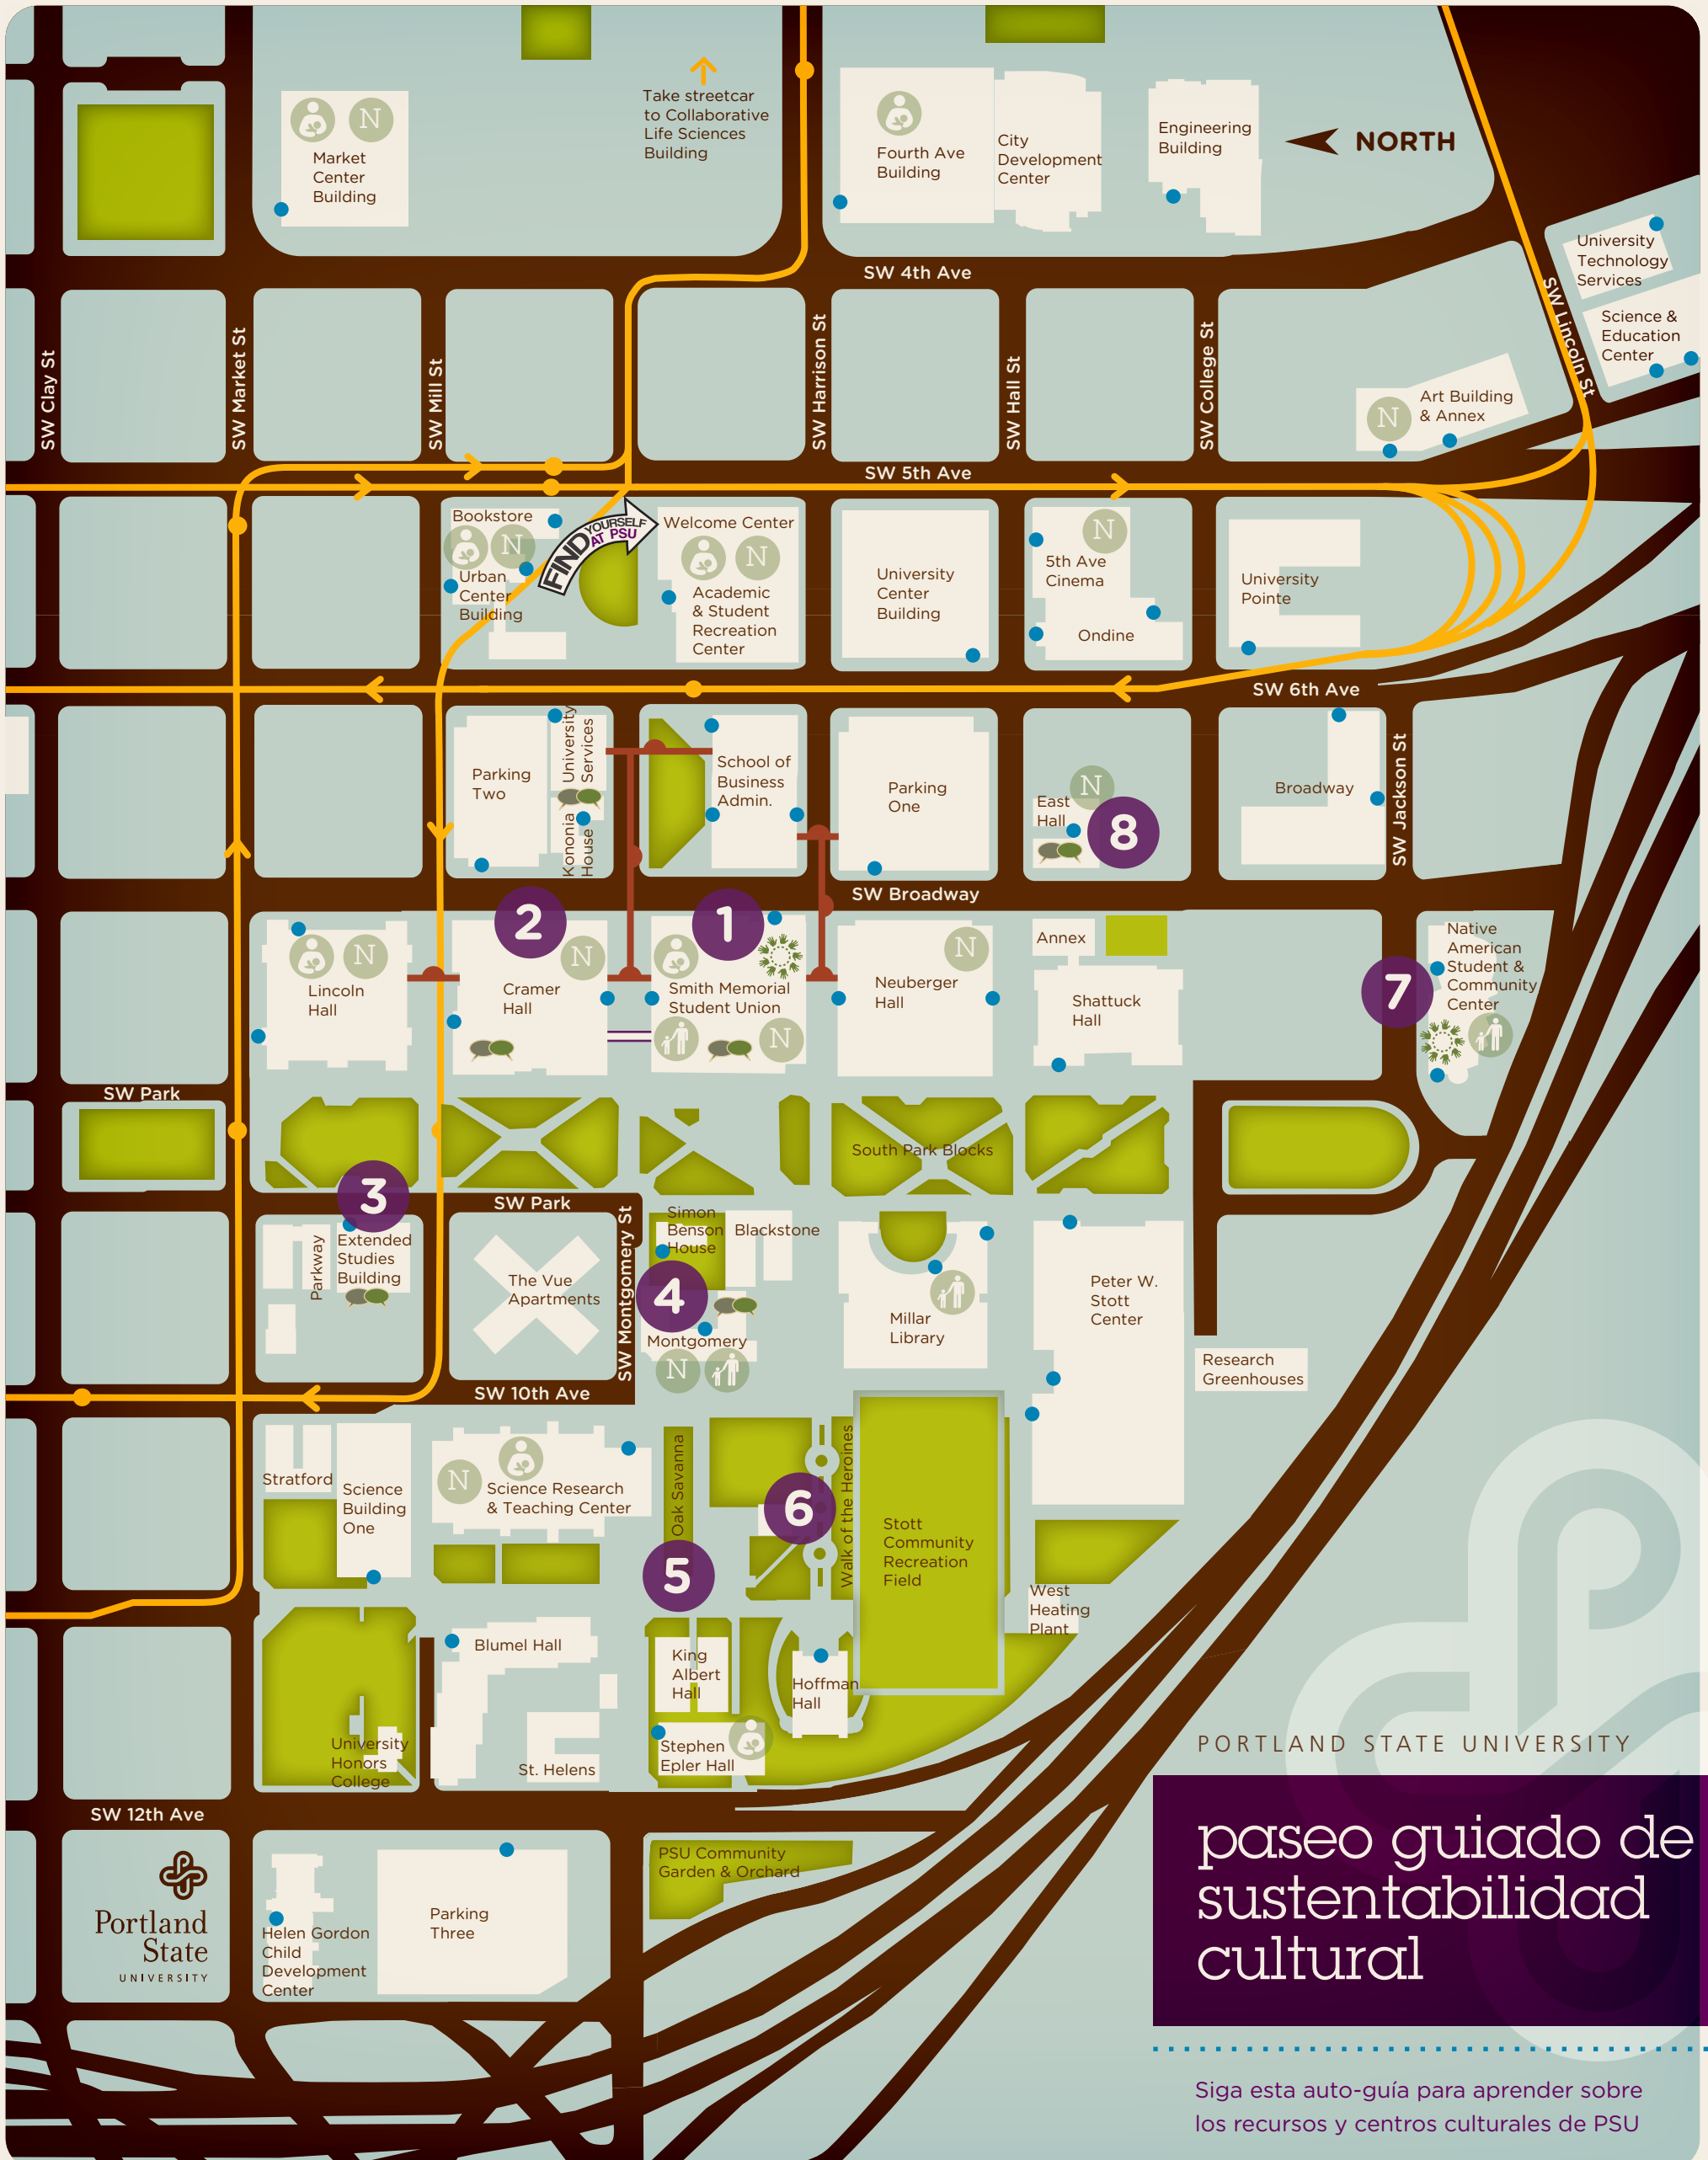 Take streetcar
to Collaborative
Life Sciences
Building
N
Market
Center
Building
Fourth Ave
Building
City
Development
Center
Engineering
Building
NORTH
University
Technology
Services
Science &
Education
Center
SW 4th Ave
SW Clay St
SW Market St
SW Mill St
SW Harrison St
SW Hall St
SW College St
SW Lincoln St
N
Art Building
& Annex
SW 5th Ave
Bookstore
N
Urban
Center
Building
FIND
YOURSELF
AT PSU
Welcome Center
N
Academic
& Student
Recreation
Center
University
Center
Building
N
5th Ave
Cinema
Ondine
University
Pointe
SW 6th Ave
Parking
Two
University
Services
Kononia
House
School of
Business
Admin.
Parking
One
N
East
Hall
8
Broadway
SW Jackson St
SW Broadway
N
Lincoln
Hall
2
N
Cramer
Hall
1
Smith Memorial
Student Union
N
N
Neuberger
Hall
Annex
Shattuck
Hall
7
Native
American
Student &
Community
Center
SW Park
South Park Blocks
3
SW Park
Parkway
Extended
Studies
Building
The Vue
Apartments
SW Montgomery St
Simon
Benson
House
Blackstone
4
Montgomery
N
Millar
Library
Peter W.
Stott
Center
Research
Greenhouses
SW 10th Ave
Stratford
Science
Building
One
N
Science Research
& Teaching Center
Oak Savanna
5
6
Walk of the Heroines
Stott
Community
Recreation
Field
West
Heating
Plant
Blumel Hall
King
Albert
Hall
Hoffman
Hall
University
Honors
College
St. Helens
Stephen
Epler Hall
SW 12th Ave
PSU Community
Garden & Orchard
Portland
State
UNIVERSITY
Helen Gordon
Child
Development
Center
Parking
Three
PORTLAND STATE UNIVERSITY
paseo guiado de
sustentabilidad
cultural
Siga esta auto-guía para aprender sobre
los recursos y centros culturales de PSU